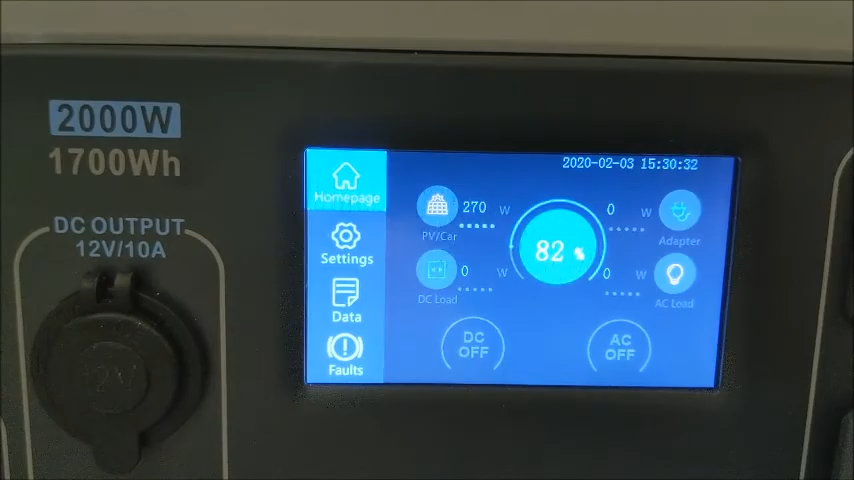 2000W
1700Wh
DC OUTPUT
12V/10A
12V
2020-02-03 15:30:32
Homepage
Settings
Data
Faults
270 W
PV/Car
0 W
DC Load
82 %
0 W
Adapter
0 W
AC Load
DC
OFF
AC
OFF